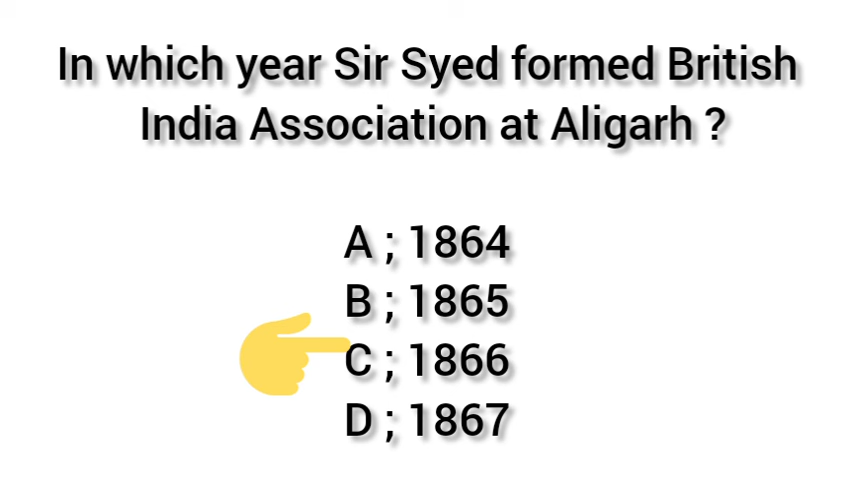 In which year Sir Syed formed British
India Association at Aligarh ?
A ; 1864
B ; 1865
C ; 1866
D ; 1867